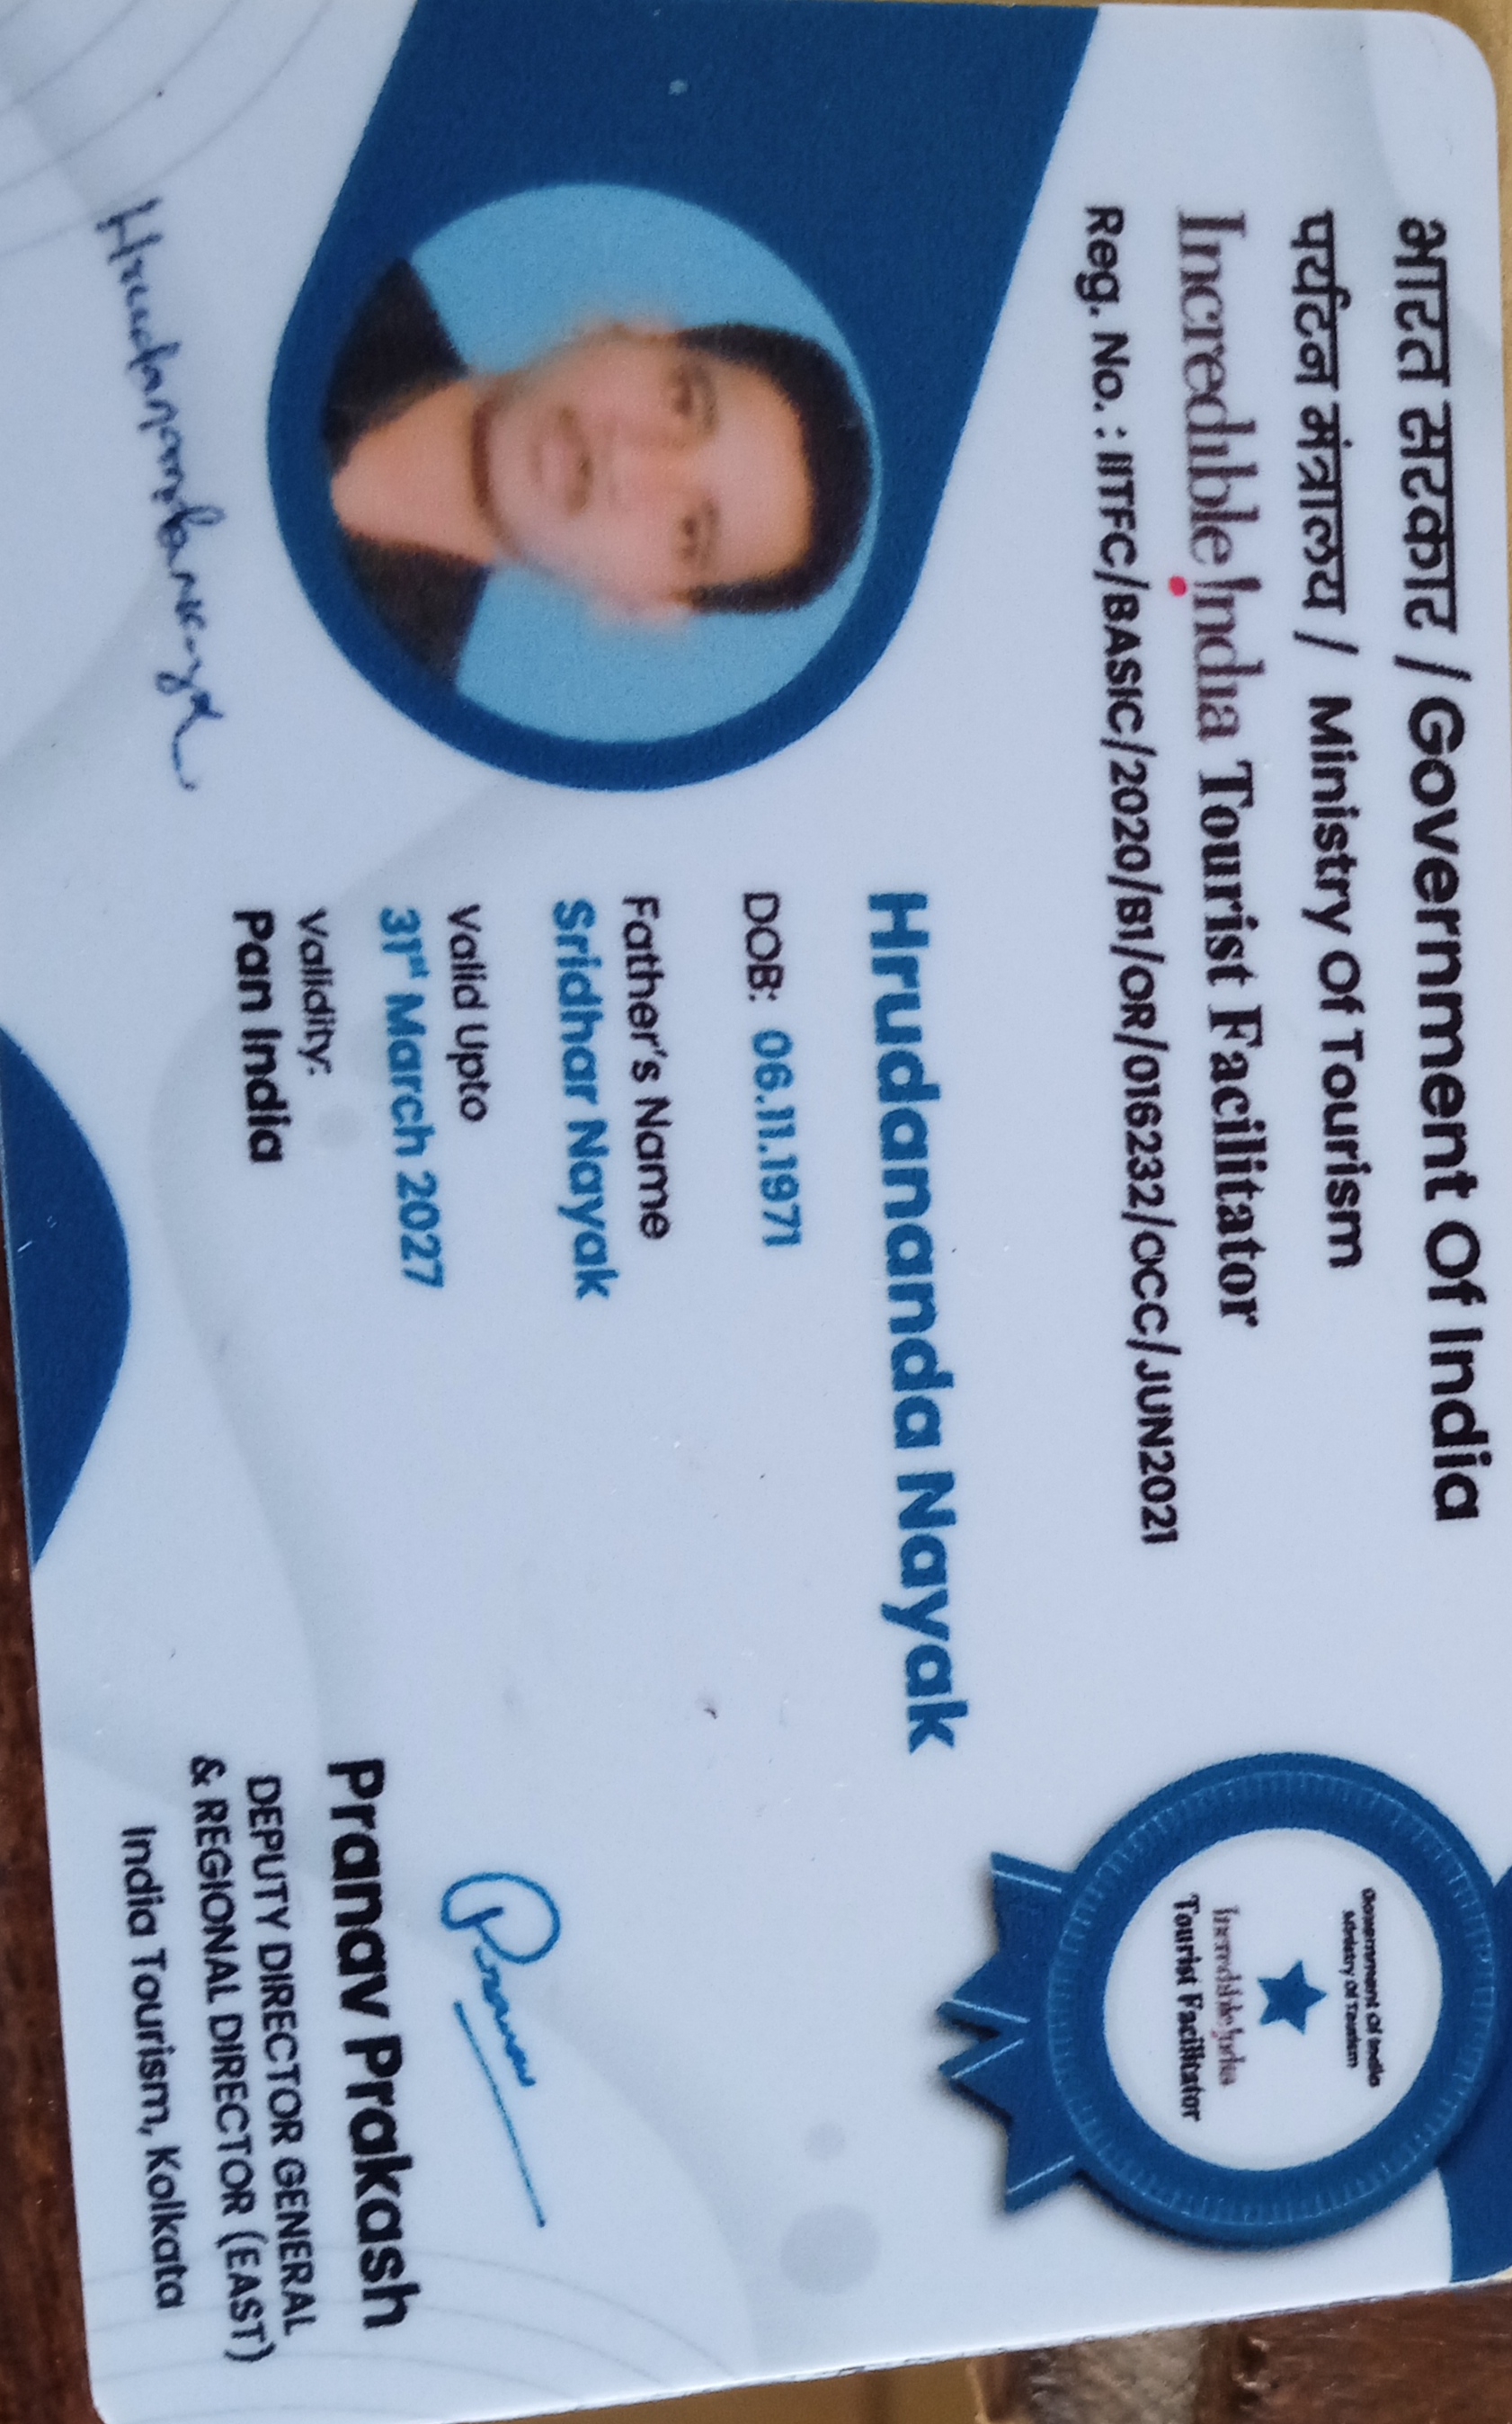 भारत सरकार / Government Of India
पर्यटन मंत्रालय / Ministry Of Tourism
Incredible India Tourist Facilitator
Reg. No. : IITFC/BASIC/2020/B1/OR/016232/OCC/JUN2021
Government Of India
Ministry Of Tourism
Incredible India
Tourist Facilitator
Hrudananda Nayak
DOB: 06.11.1971
Father's Name
Sridhar Nayak
Valid Upto
31st March 2027
Validity:
Pan India
Hrudananda Nayak
Pranav
Pranav Prakash
DEPUTY DIRECTOR GENERAL
& REGIONAL DIRECTOR (EAST)
India Tourism, Kolkata